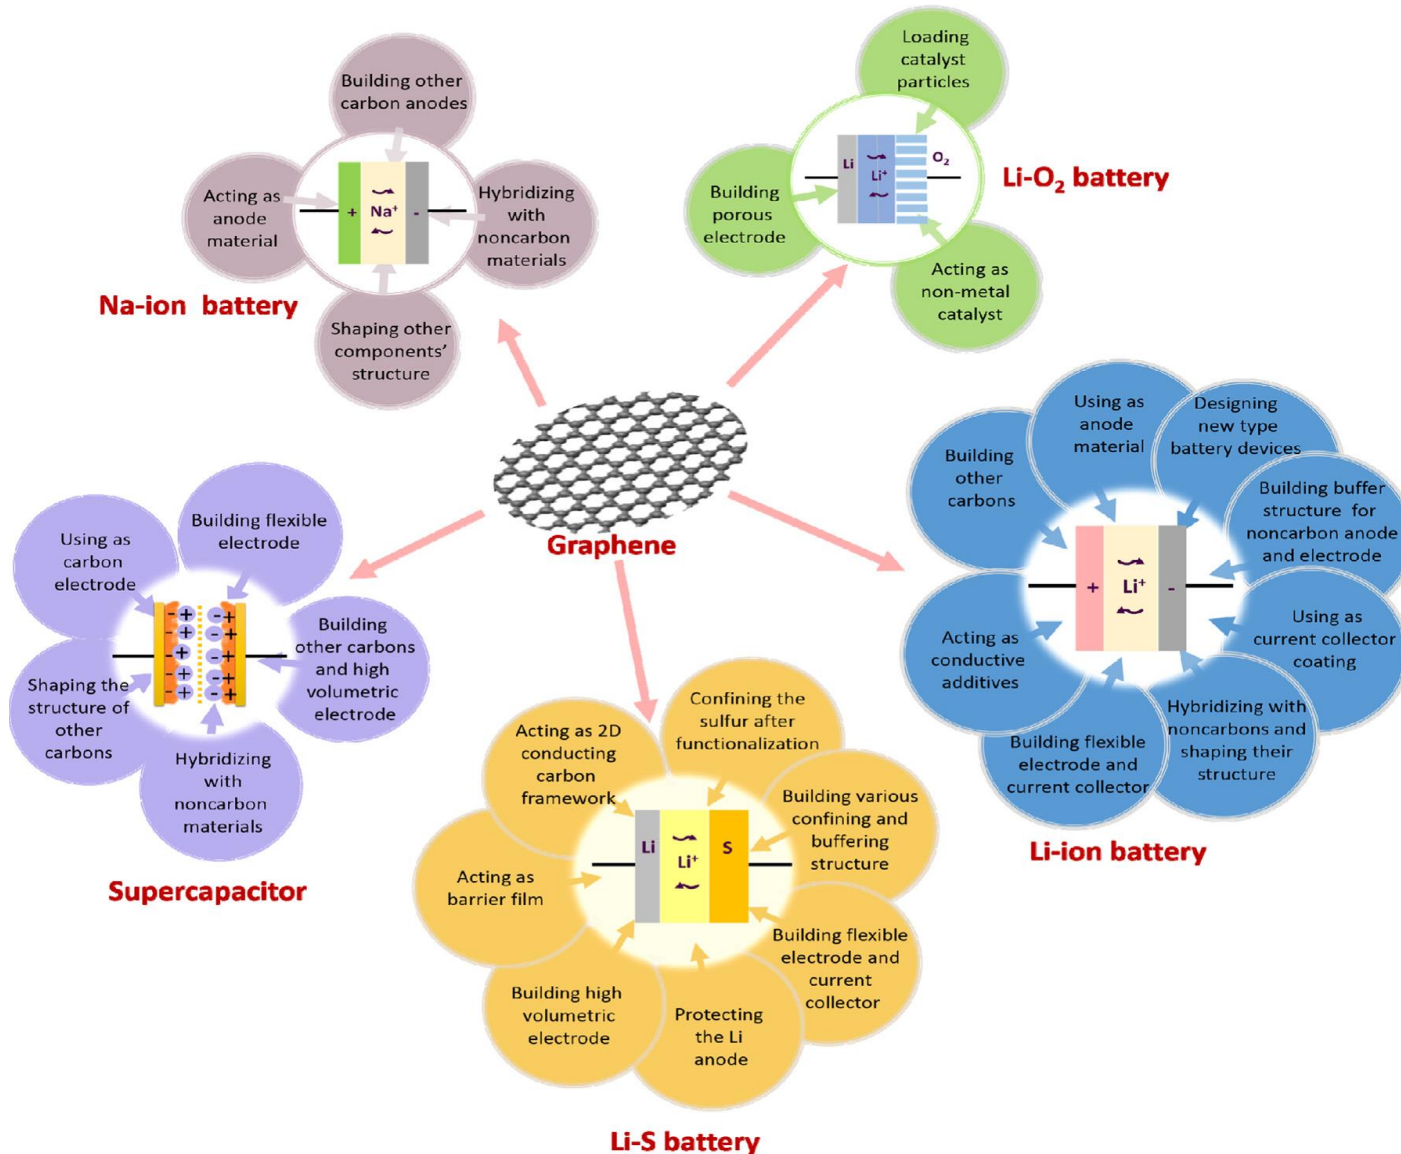 Building other
carbon anodes
Acting as
anode
material
+
Na⁺
-
Hybridizing
with
noncarbon
materials
Shaping other
components’
structure
Na-ion battery
Loading
catalyst
particles
Li
Li⁺
O₂
Building
porous
electrode
Acting as
non-metal
catalyst
Li-O₂ battery
Graphene
Using as
carbon
electrode
Building flexible
electrode
Building
other carbons
and high
volumetric
electrode
Shaping the
structure of
other
carbons
Hybridizing
with
noncarbon
materials
- + - +
- + - +
- + - +
- + - +
- + - +
Supercapacitor
Using as
anode
material
Designing
new type
battery devices
Building
other
carbons
Building buffer
structure for
noncarbon anode
and electrode
+
Li⁺
-
Using as
current collector
coating
Acting as
conductive
additives
Hybridizing with
noncarbons and
shaping their
structure
Building flexible
electrode and
current collector
Li-ion battery
Acting as 2D
conducting
carbon
framework
Confining the
sulfur after
functionalization
Building various
confining and
buffering
structure
Li
Li⁺
S
Acting as
barrier film
Building flexible
electrode and
current
collector
Building high
volumetric
electrode
Protecting
the Li
anode
Li-S battery